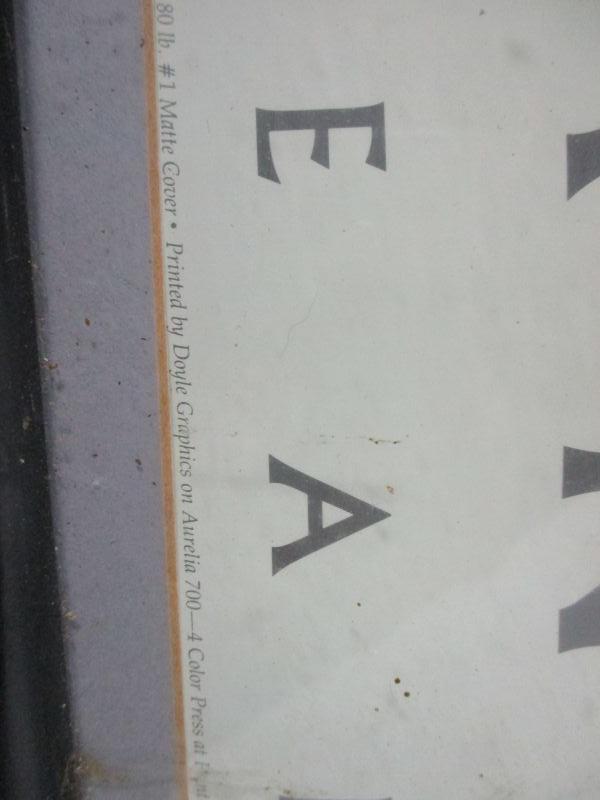 E A
80 lb. #1 Matte Cover • Printed by Doyle Graphics on Aurelia 700—4 Color Press at